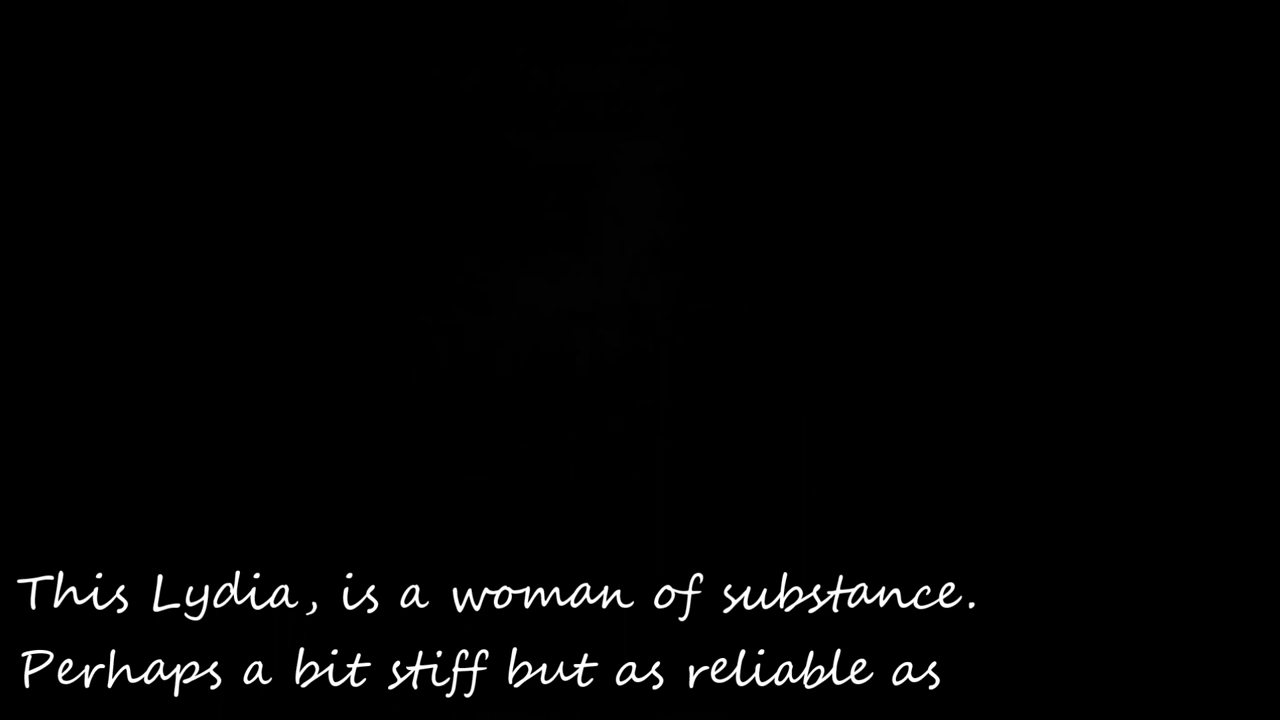 This Lydia, is a woman of substance.
Perhaps a bit stiff but as reliable as